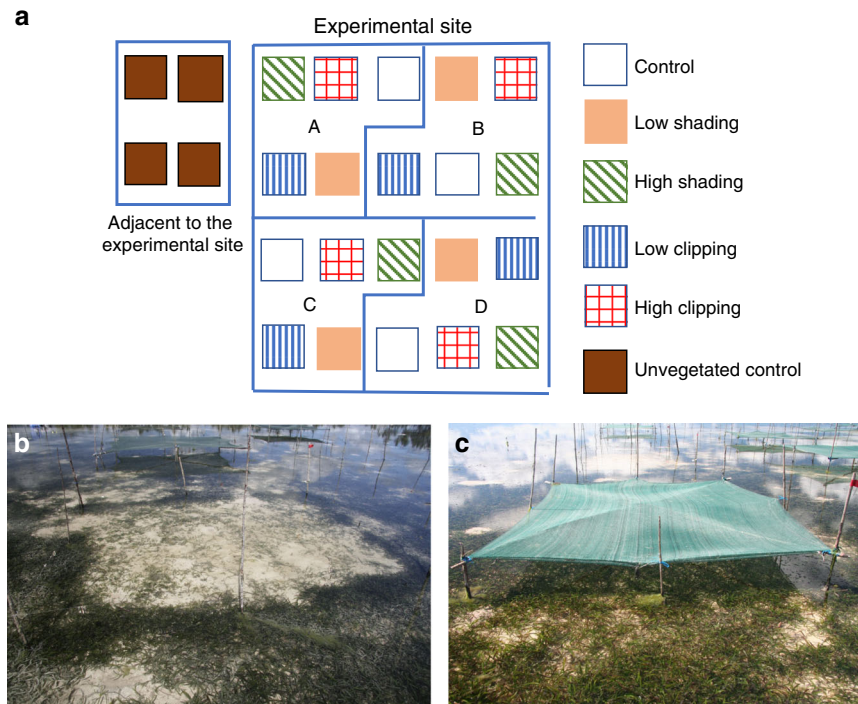 a
Experimental site
A
B
C
D
Adjacent to the
experimental site
Control
Low shading
High shading
Low clipping
High clipping
Unvegetated control
b
c